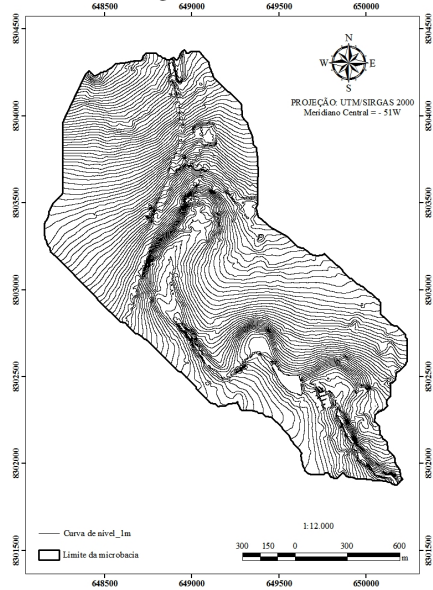 648500 649000 649500 650000
8304500 8304500
N
W E
S
PROJEÇÃO: UTM/SIRGAS 2000
Meridiano Central = - 51W
8304000 8304000
8303500 8303500
8303000 8303000
8302500 8302500
8302000 8302000
8301500 8301500
1:12.000
Curva de nível_1m
Limite da microbacia
300 150 0 300 600
m
648500 649000 649500 650000